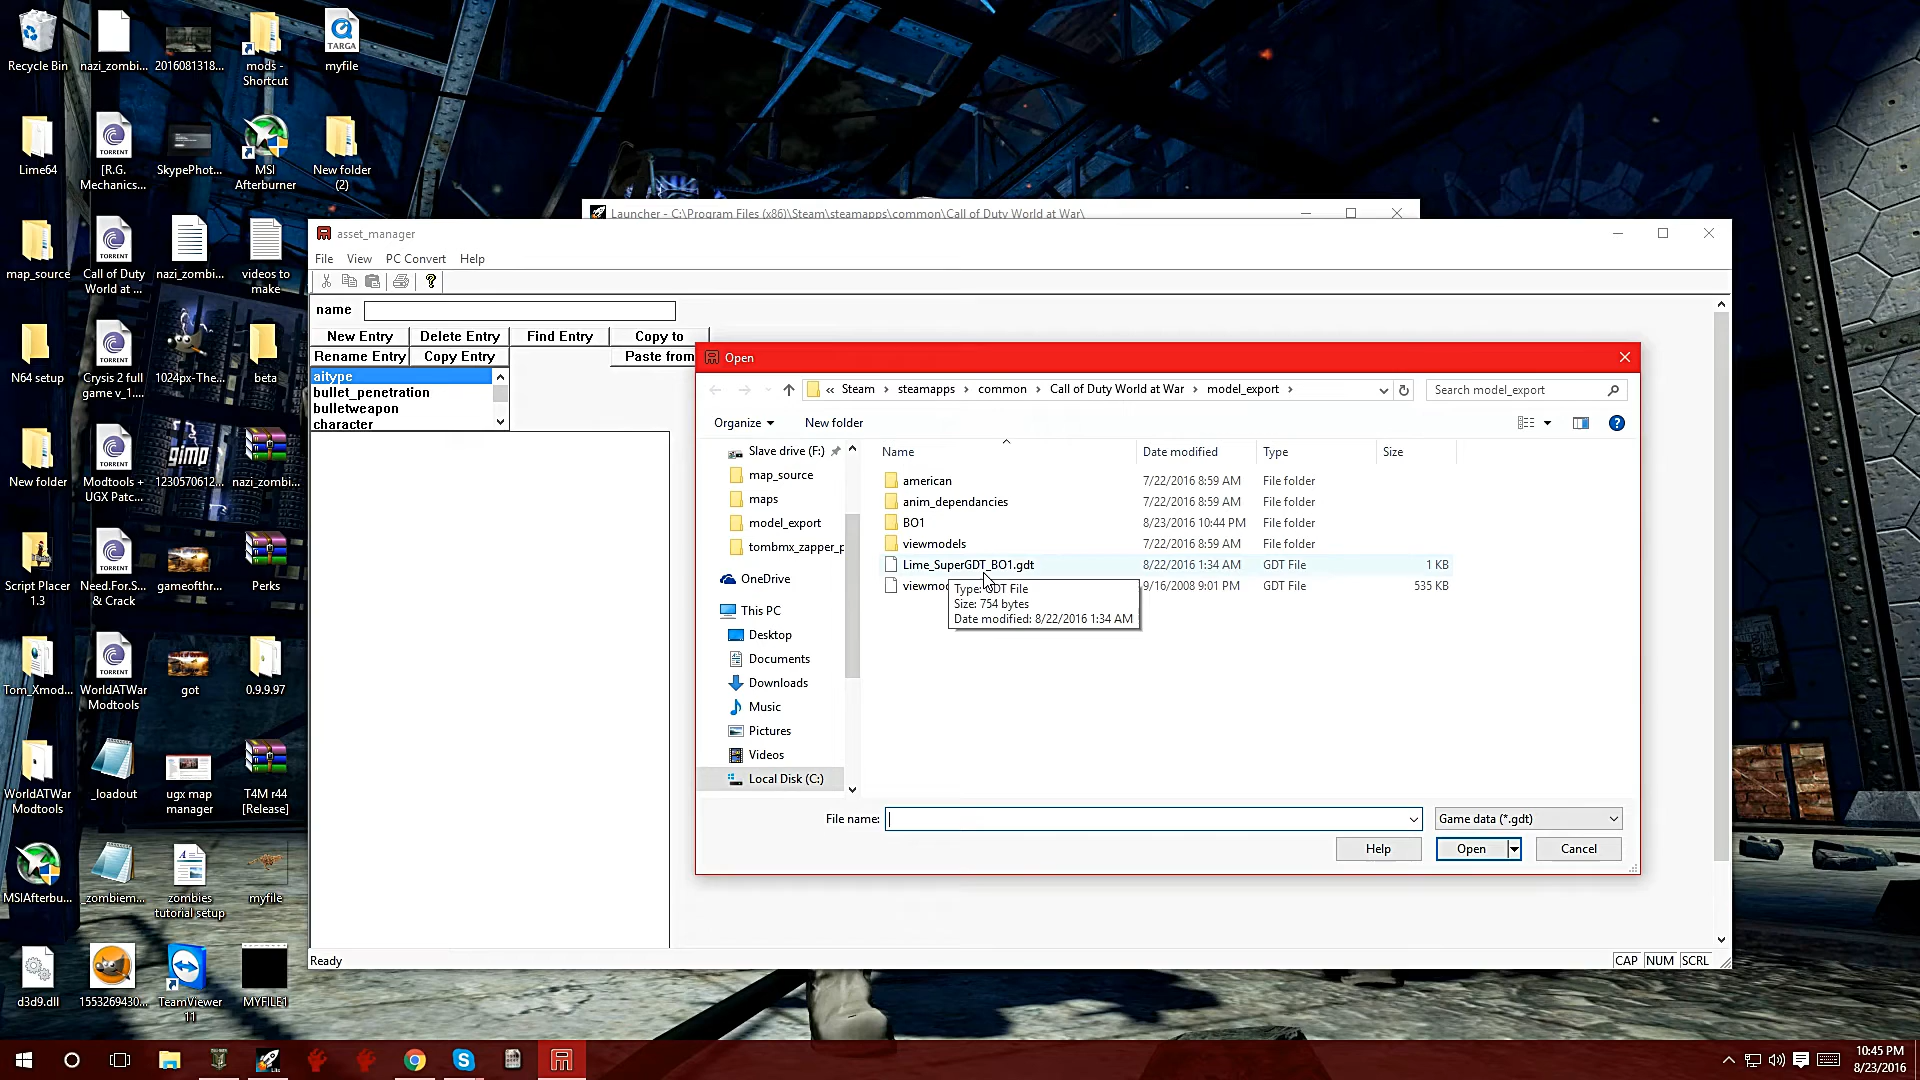 Recycle Bin
nazi_zombi...
2016081318...
mods -
Shortcut
TARGA
myfile
Lime64
TORRENT
[R.G.
Mechanics...
SkypePhot...
MSI
Afterburner
New folder
(2)
map_source
TORRENT
Call of Duty
World at ...
nazi_zombi...
videos to
make
N64 setup
TORRENT
Crysis 2 full
game v_1....
1024px-The...
beta
New folder
TORRENT
Modtools +
UGX Patc...
gimp
1230570612...
nazi_zombi...
Script Placer
1.3
TORRENT
Need.For.S...
& Crack
gameofthr...
Perks
Tom_Xmod...
TORRENT
WorldATWar
Modtools
got
0.9.9.97
WorldATWar
Modtools
_loadout
ugx map
manager
T4M r44
[Release]
MSIAfterbu...
_zombiem...
zombies
tutorial setup
myfile
d3d9.dll
1553269430...
TeamViewer
11
MYFILE1
Launcher - C:\Program Files (x86)\Steam\steamapps\common\Call of Duty World at War\
asset_manager
File View PC Convert Help
name
New Entry Delete Entry Find Entry Copy to
Rename Entry Copy Entry Paste from
aitype
bullet_penetration
bulletweapon
character
Open
« Steam > steamapps > common > Call of Duty World at War > model_export >
Search model_export
Organize New folder
Slave drive (F:)
map_source
maps
model_export
tombmx_zapper_p
OneDrive
This PC
Desktop
Documents
Downloads
Music
Pictures
Videos
Local Disk (C:)
Name Date modified Type Size
american 7/22/2016 8:59 AM File folder
anim_dependancies 7/22/2016 8:59 AM File folder
BO1 8/23/2016 10:44 PM File folder
viewmodels 7/22/2016 8:59 AM File folder
Lime_SuperGDT_BO1.gdt 8/22/2016 1:34 AM GDT File 1 KB
viewmo 9/16/2008 9:01 PM GDT File 535 KB
Type: GDT File
Size: 754 bytes
Date modified: 8/22/2016 1:34 AM
File name: Game data (*.gdt)
Help Open Cancel
Ready CAP NUM SCRL
10:45 PM
8/23/2016